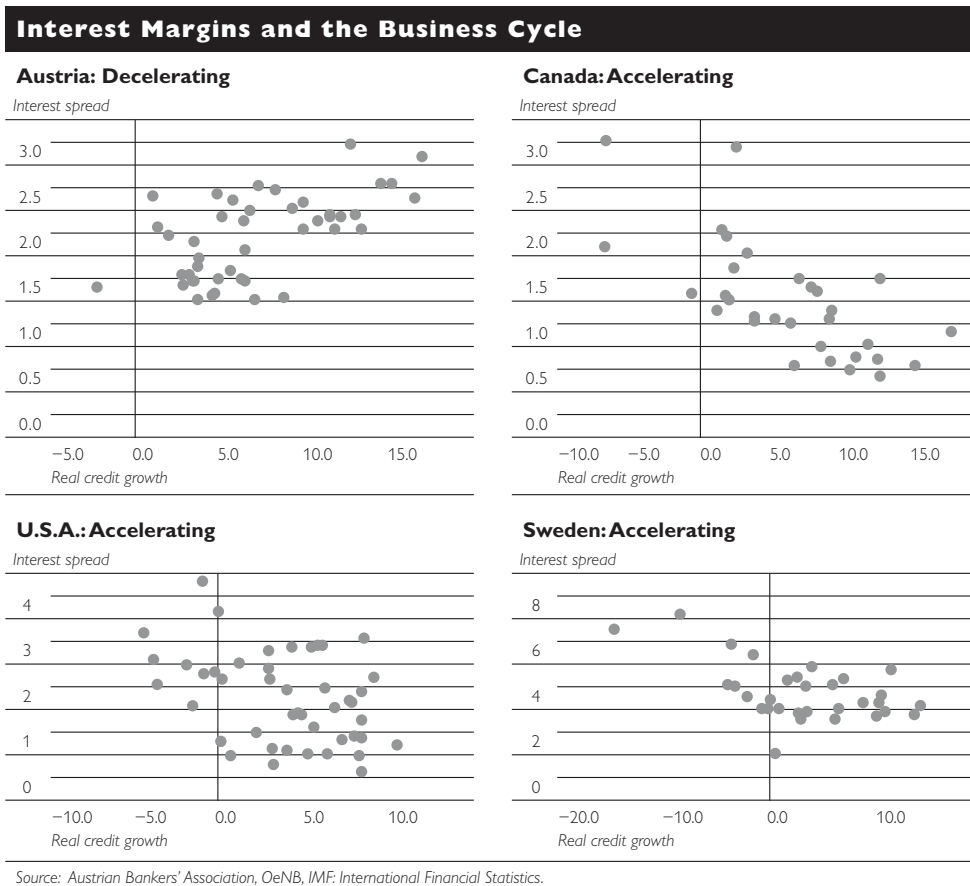 Interest Margins and the Business Cycle
Austria: Decelerating
Interest spread
3.0
2.5
2.0
1.5
1.0
0.5
0.0
−5.0 0.0 5.0 10.0 15.0
Real credit growth
Canada: Accelerating
Interest spread
3.0
2.5
2.0
1.5
1.0
0.5
0.0
−10.0 −5.0 0.0 5.0 10.0 15.0
Real credit growth
U.S.A.: Accelerating
Interest spread
4
3
2
1
0
−10.0 −5.0 0.0 5.0 10.0
Real credit growth
Sweden: Accelerating
Interest spread
8
6
4
2
0
−20.0 −10.0 0.0 10.0
Real credit growth
Source: Austrian Bankers' Association, OeNB, IMF: International Financial Statistics.